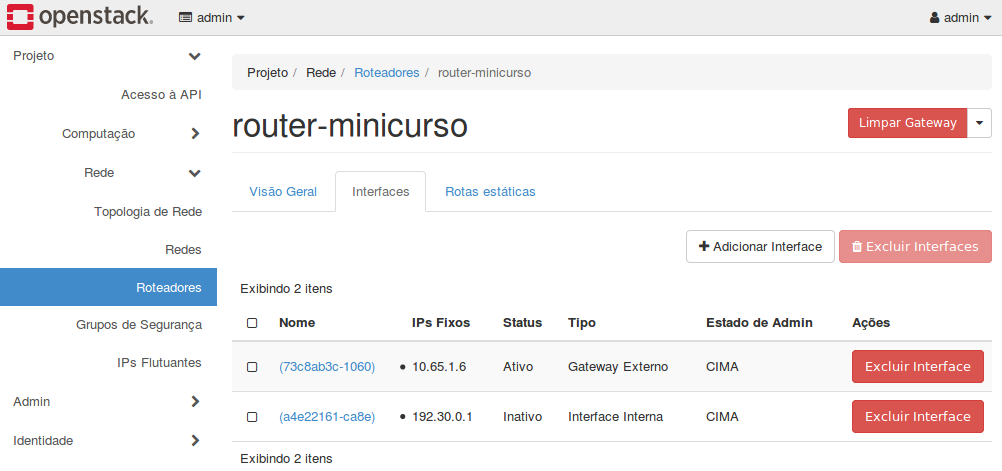 openstack. admin admin
Projeto
Acesso à API
Computação
Rede
Topologia de Rede
Redes
Roteadores
Grupos de Segurança
IPs Flutuantes
Admin
Identidade
Projeto / Rede / Roteadores / router-minicurso
router-minicurso
Limpar Gateway
Visão Geral Interfaces Rotas estáticas
Adicionar Interface Excluir Interfaces
Exibindo 2 itens
Nome IPs Fixos Status Tipo Estado de Admin Ações
(73c8ab3c-1060) • 10.65.1.6 Ativo Gateway Externo CIMA Excluir Interface
(a4e22161-ca8e) • 192.30.0.1 Inativo Interface Interna CIMA Excluir Interface
Exibindo 2 itens